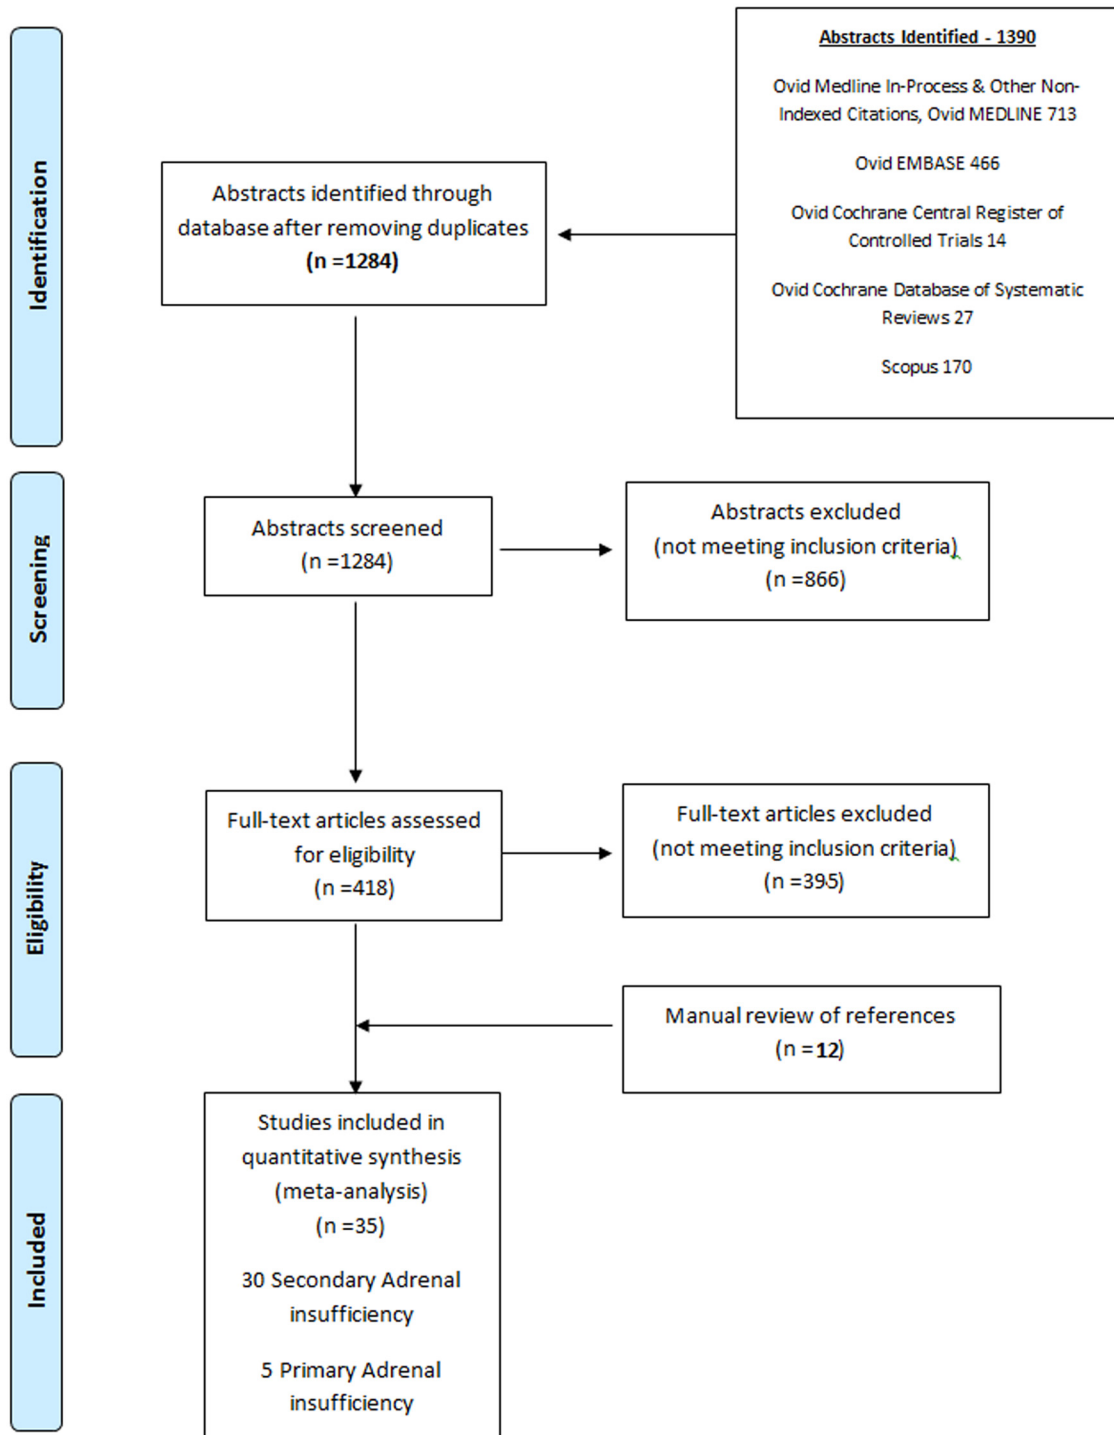 Identification
Abstracts Identified - 1390
Ovid Medline In-Process & Other Non-
Indexed Citations, Ovid MEDLINE 713
Ovid EMBASE 466
Ovid Cochrane Central Register of
Controlled Trials 14
Ovid Cochrane Database of Systematic
Reviews 27
Scopus 170
Abstracts identified through
database after removing duplicates
(n =1284)
Screening
Abstracts screened
(n =1284)
Abstracts excluded
(not meeting inclusion criteria)
(n =866)
Eligibility
Full-text articles assessed
for eligibility
(n =418)
Full-text articles excluded
(not meeting inclusion criteria)
(n =395)
Manual review of references
(n =12)
Included
Studies included in
quantitative synthesis
(meta-analysis)
(n =35)
30 Secondary Adrenal
insufficiency
5 Primary Adrenal
insufficiency